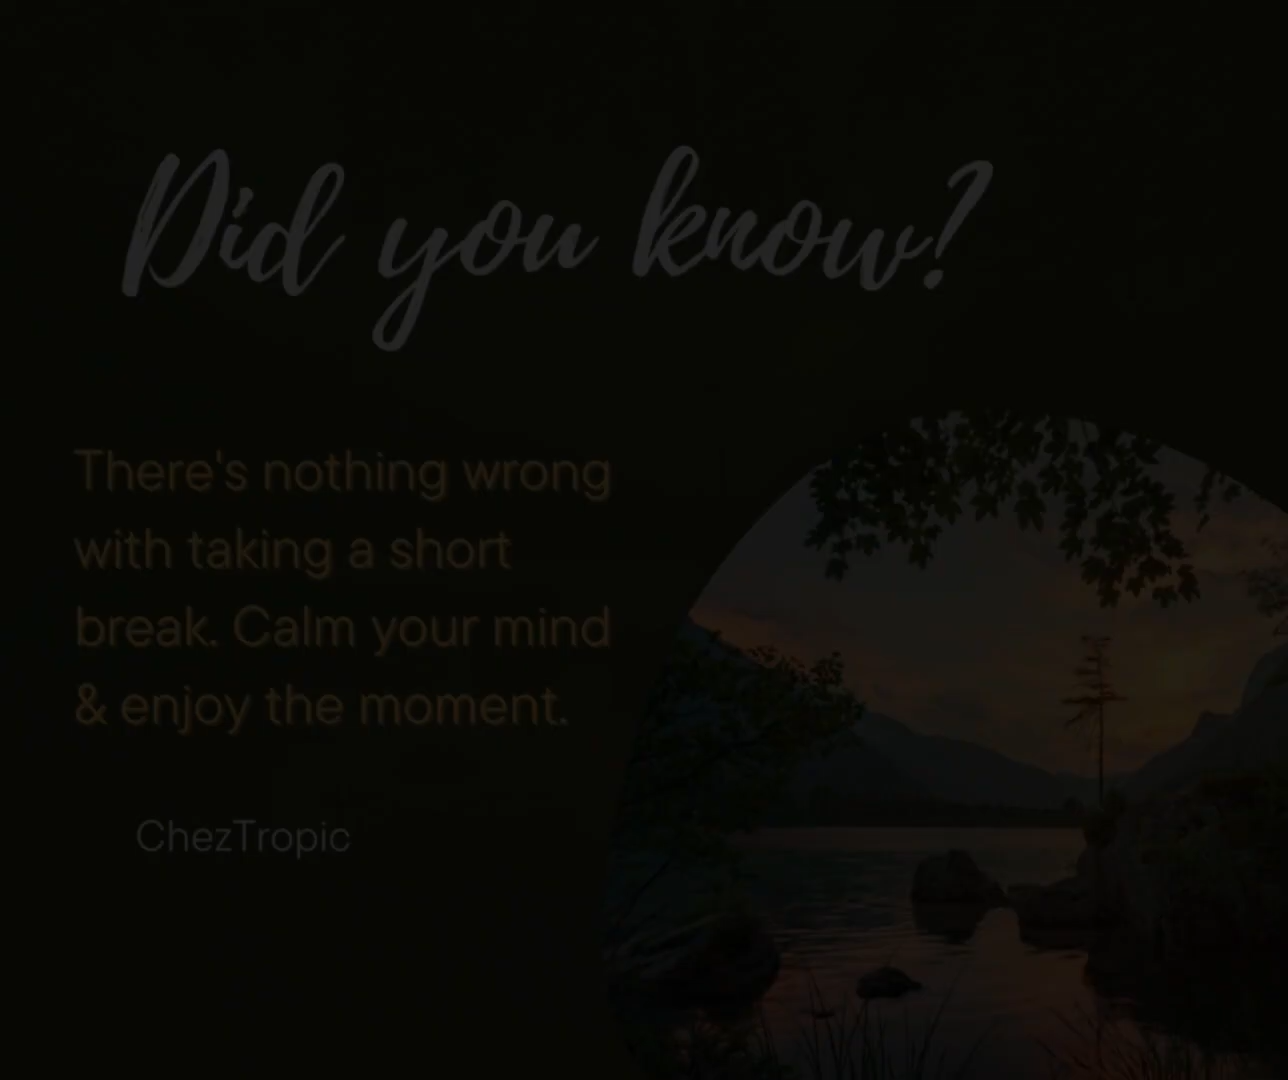 Did you know?
There's nothing wrong
with taking a short
break. Calm your mind
& enjoy the moment.
ChezTropic